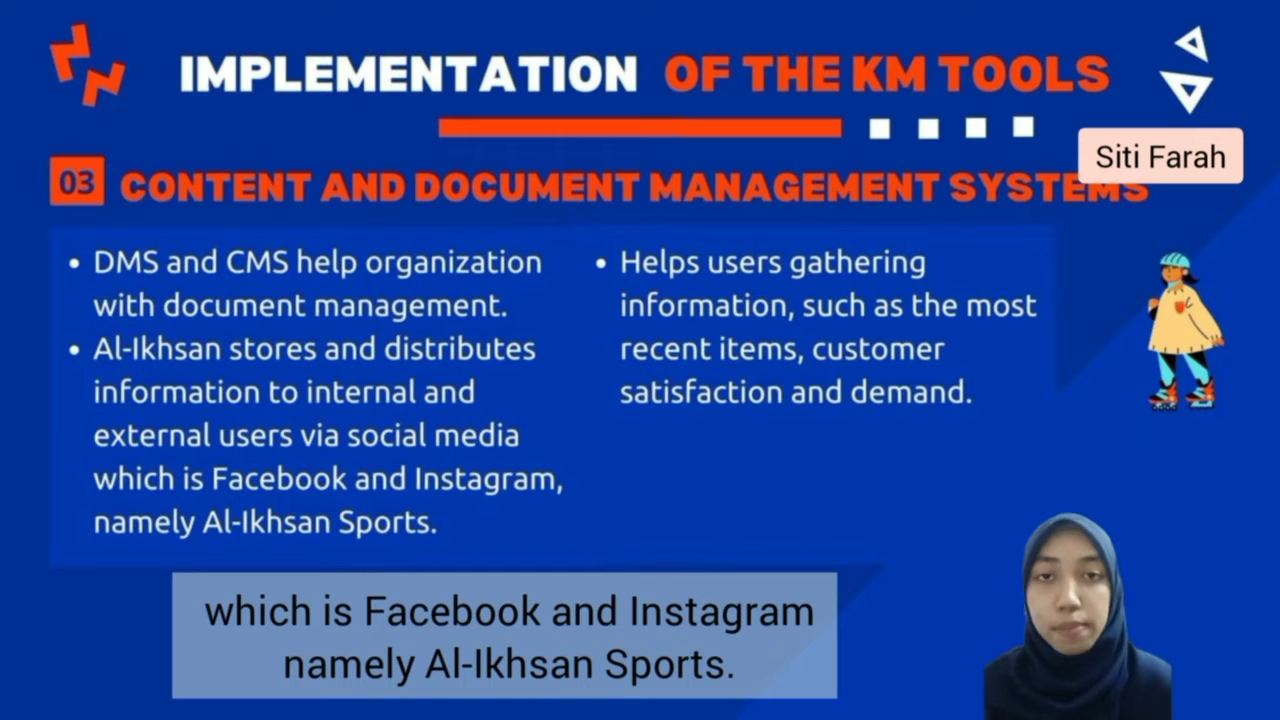 IMPLEMENTATION OF THE KM TOOLS
Siti Farah
03 CONTENT AND DOCUMENT MANAGEMENT SYSTEMS
• DMS and CMS help organization
with document management.
• Al-Ikhsan stores and distributes
information to internal and
external users via social media
which is Facebook and Instagram,
namely Al-Ikhsan Sports.
• Helps users gathering
information, such as the most
recent items, customer
satisfaction and demand.
which is Facebook and Instagram
namely Al-Ikhsan Sports.